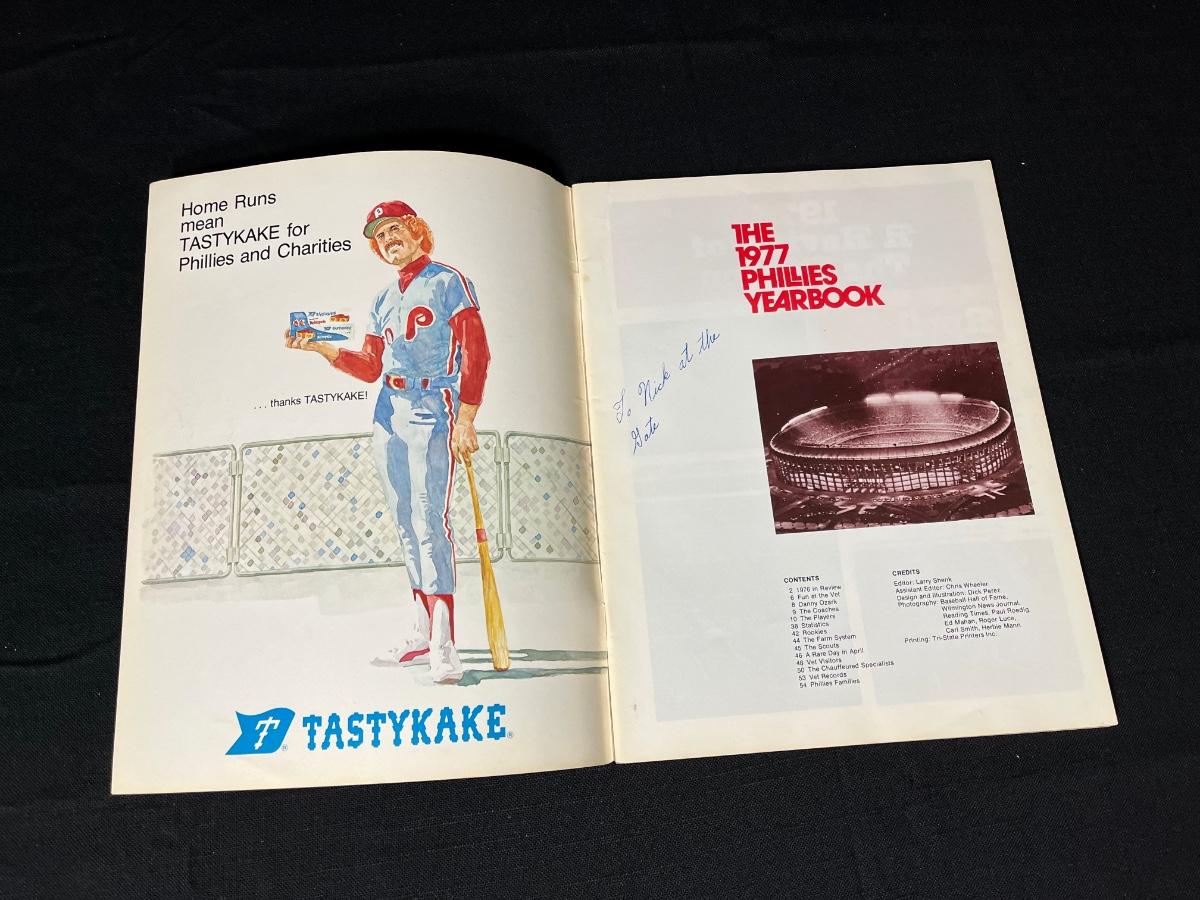 Home Runs
mean
TASTYKAKE for
Phillies and Charities
... thanks TASTYKAKE!
T TASTYKAKE®
THE
1977
PHILLIES
YEARBOOK
To Nick at the
Gate
CONTENTS
2 1976 in Review
6 Fun at the Vet
8 Danny Ozark
9 The Coaches
10 The Players
38 Statistics
42 Rookies
44 The Farm System
45 The Scouts
46 A Rare Day in April
48 Vet Visitors
50 The Chauffeured Specialists
53 Vet Records
54 Phillies Families
CREDITS
Editor: Larry Shenk
Assistant Editor: Chris Wheeler
Design and Illustration: Dick Perez
Photography: Baseball Hall of Fame,
Wilmington News Journal,
Reading Times, Paul Roedig,
Ed Mahan, Roger Luce,
Carl Smith, Herbie Mann
Printing: Tri-State Printers Inc.